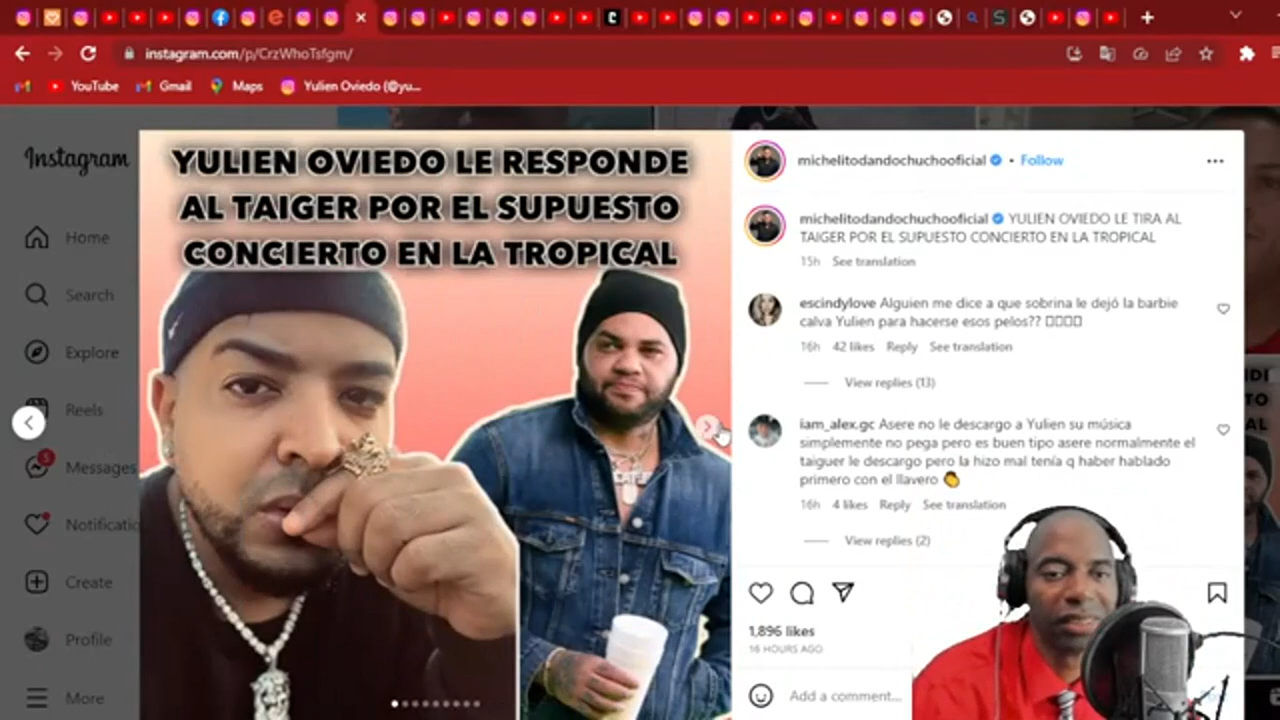 instagram.com/p/CrzWhoTsfgm/
YouTube
Gmail
Maps
Yulien Oviedo (@yu...
Instagram
Home
Search
Explore
Reels
Messages
Notificatio
Create
Profile
More
YULIEN OVIEDO LE RESPONDE
AL TAIGER POR EL SUPUESTO
CONCIERTO EN LA TROPICAL
michelitodandochuchooficial • Follow
michelitodandochuchooficial YULIEN OVIEDO LE TIRA AL
TAIGER POR EL SUPUESTO CONCIERTO EN LA TROPICAL
15h See translation
escindylove Alguien me dice a que sobrina le dejó la barbie
calva Yulien para hacerse esos pelos??
16h 42 likes Reply See translation
View replies (13)
iam_alex.gc Asere no le descargo a Yulien su música
simplemente no pega pero es buen tipo asere normalmente el
taiguer le descargo pero la hizo mal tenía q haber hablado
primero con el llavero
16h 4 likes Reply See translation
View replies (2)
1,896 likes
16 HOURS AGO
Add a comment...